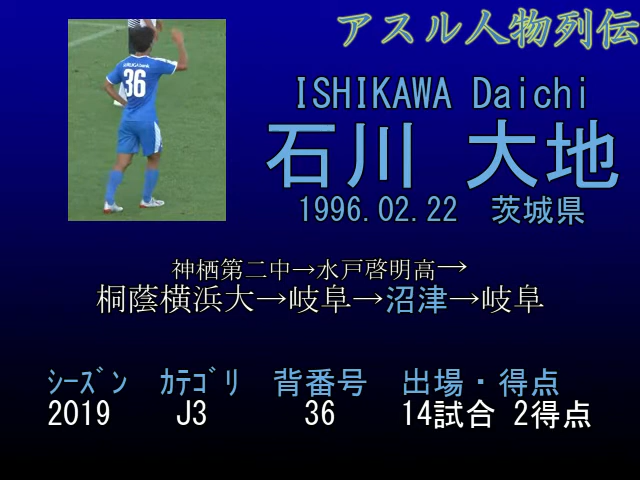 アスル人物列伝
SURUGA bank
36
ISHIKAWA Daichi
石川 大地
1996.02.22 茨城県
神栖第二中→水戸啓明高→
桐蔭横浜大→岐阜→沼津→岐阜
ｼｰｽﾞﾝ ｶﾃｺﾞﾘ 背番号 出場・得点
2019 J3 36 14試合 2得点